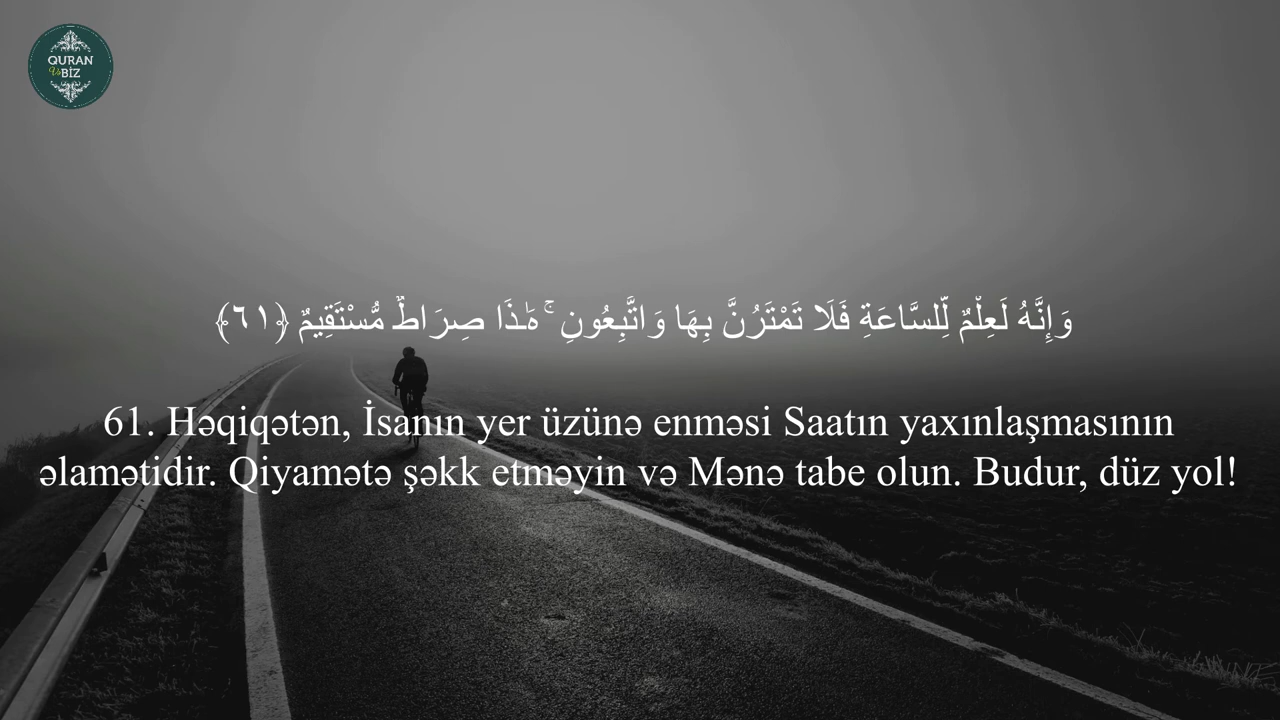 QURAN
Və BİZ
وَإِنَّهُ لَعِلْمٌ لِّلسَّاعَةِ فَلَا تَمْتَرُنَّ بِهَا وَاتَّبِعُونِ ۚ هَٰذَا صِرَاطٌ مُّسْتَقِيمٌ ﴿٦١﴾
61. Həqiqətən, İsanın yer üzünə enməsi Saatın yaxınlaşmasının
əlamətidir. Qiyamətə şəkk etməyin və Mənə tabe olun. Budur, düz yol!